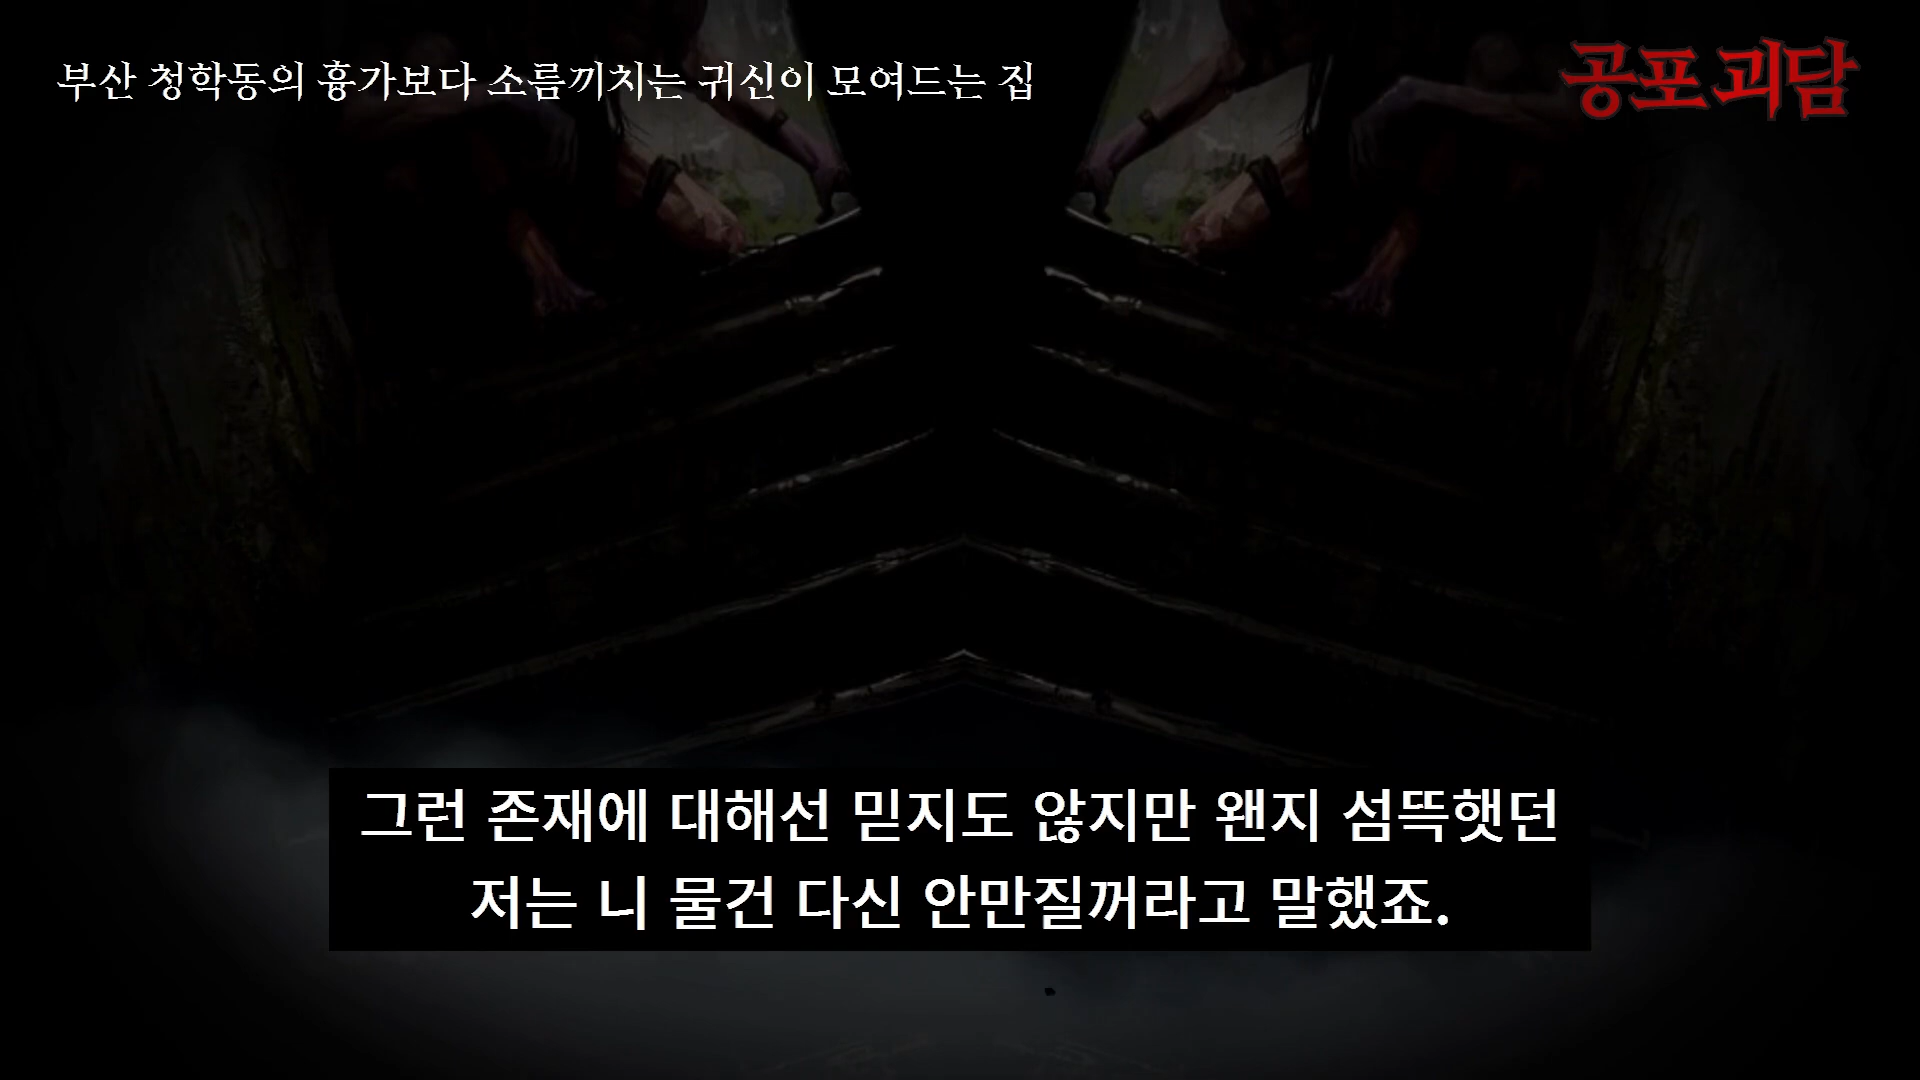 부산 청학동의 흉가보다 소름끼치는 귀신이 모여드는 집
공포괴담
그런 존재에 대해선 믿지도 않지만 왠지 섬뜩햇던
저는 니 물건 다신 안만질꺼라고 말했죠.